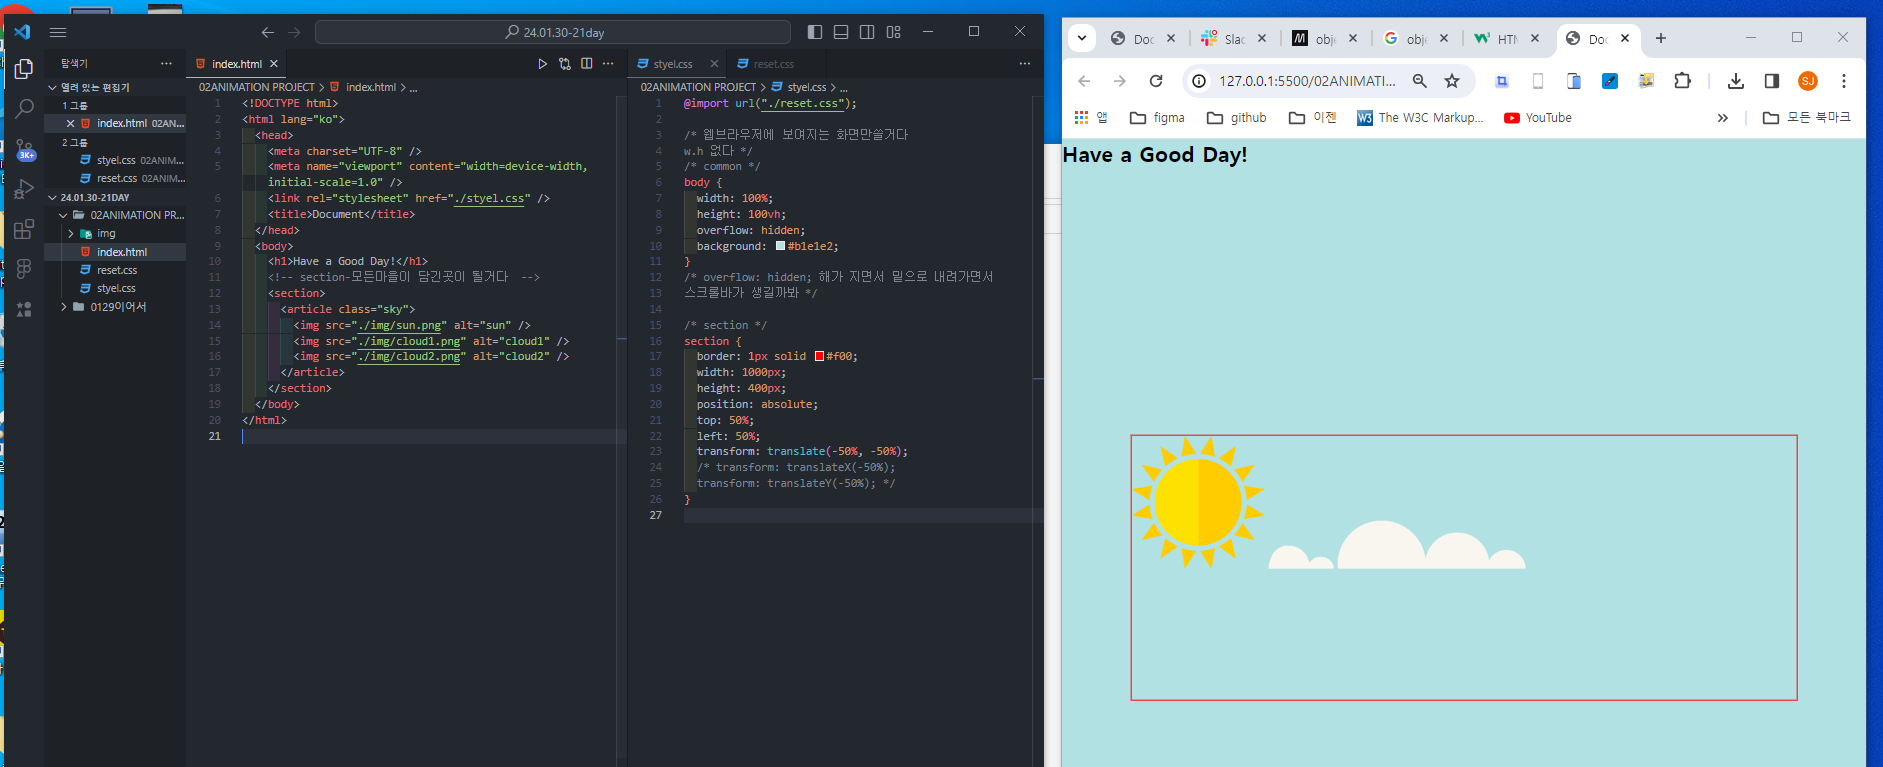 24.01.30-21day
탐색기
index.html
styel.css
reset.css
열려 있는 편집기
1 그룹
index.html 02AN...
2 그룹
styel.css 02ANIM...
reset.css 02ANIM...
3K+
24.01.30-21DAY
02ANIMATION PR...
img
index.html
reset.css
styel.css
0129이어서
02ANIMATION PROJECT > index.html > ...
1 <!DOCTYPE html>
2 <html lang="ko">
3 <head>
4 <meta charset="UTF-8" />
5 <meta name="viewport" content="width=device-width,
initial-scale=1.0" />
6 <link rel="stylesheet" href="./styel.css" />
7 <title>Document</title>
8 </head>
9 <body>
10 <h1>Have a Good Day!</h1>
11 <!-- section-모든마을이 담긴곳이 될거다 -->
12 <section>
13 <article class="sky">
14 <img src="./img/sun.png" alt="sun" />
15 <img src="./img/cloud1.png" alt="cloud1" />
16 <img src="./img/cloud2.png" alt="cloud2" />
17 </article>
18 </section>
19 </body>
20 </html>
21
02ANIMATION PROJECT > styel.css > ...
1 @import url("./reset.css");
2
3 /* 웹브라우저에 보여지는 화면만쓸거다
4 w.h 없다 */
5 /* common */
6 body {
7 width: 100%;
8 height: 100vh;
9 overflow: hidden;
10 background: #b1e1e2;
11 }
12 /* overflow: hidden; 해가 지면서 밑으로 내려가면서
13 스크롤바가 생길까봐 */
14
15 /* section */
16 section {
17 border: 1px solid #f00;
18 width: 1000px;
19 height: 400px;
20 position: absolute;
21 top: 50%;
22 left: 50%;
23 transform: translate(-50%, -50%);
24 /* transform: translateX(-50%);
25 transform: translateY(-50%); */
26 }
27
Doc
Slac
obje
obje
HTM
Do
127.0.0.1:5500/02ANIMATI...
SJ
앱
figma
github
이젠
The W3C Markup...
YouTube
모든 북마크
Have a Good Day!